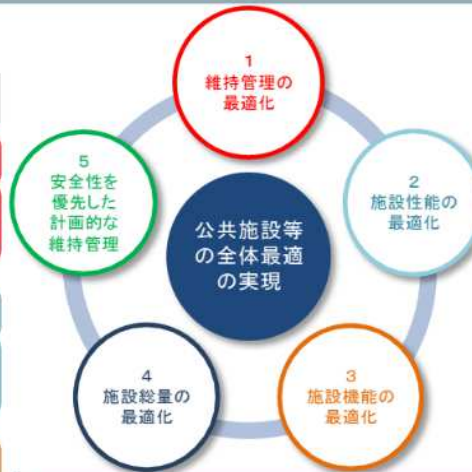 1
維持管理の
最適化
2
施設性能の
最適化
3
施設機能の
最適化
4
施設総量の
最適化
5
安全性を
優先した
計画的な
維持管理
公共施設等
の全体最適
の実現